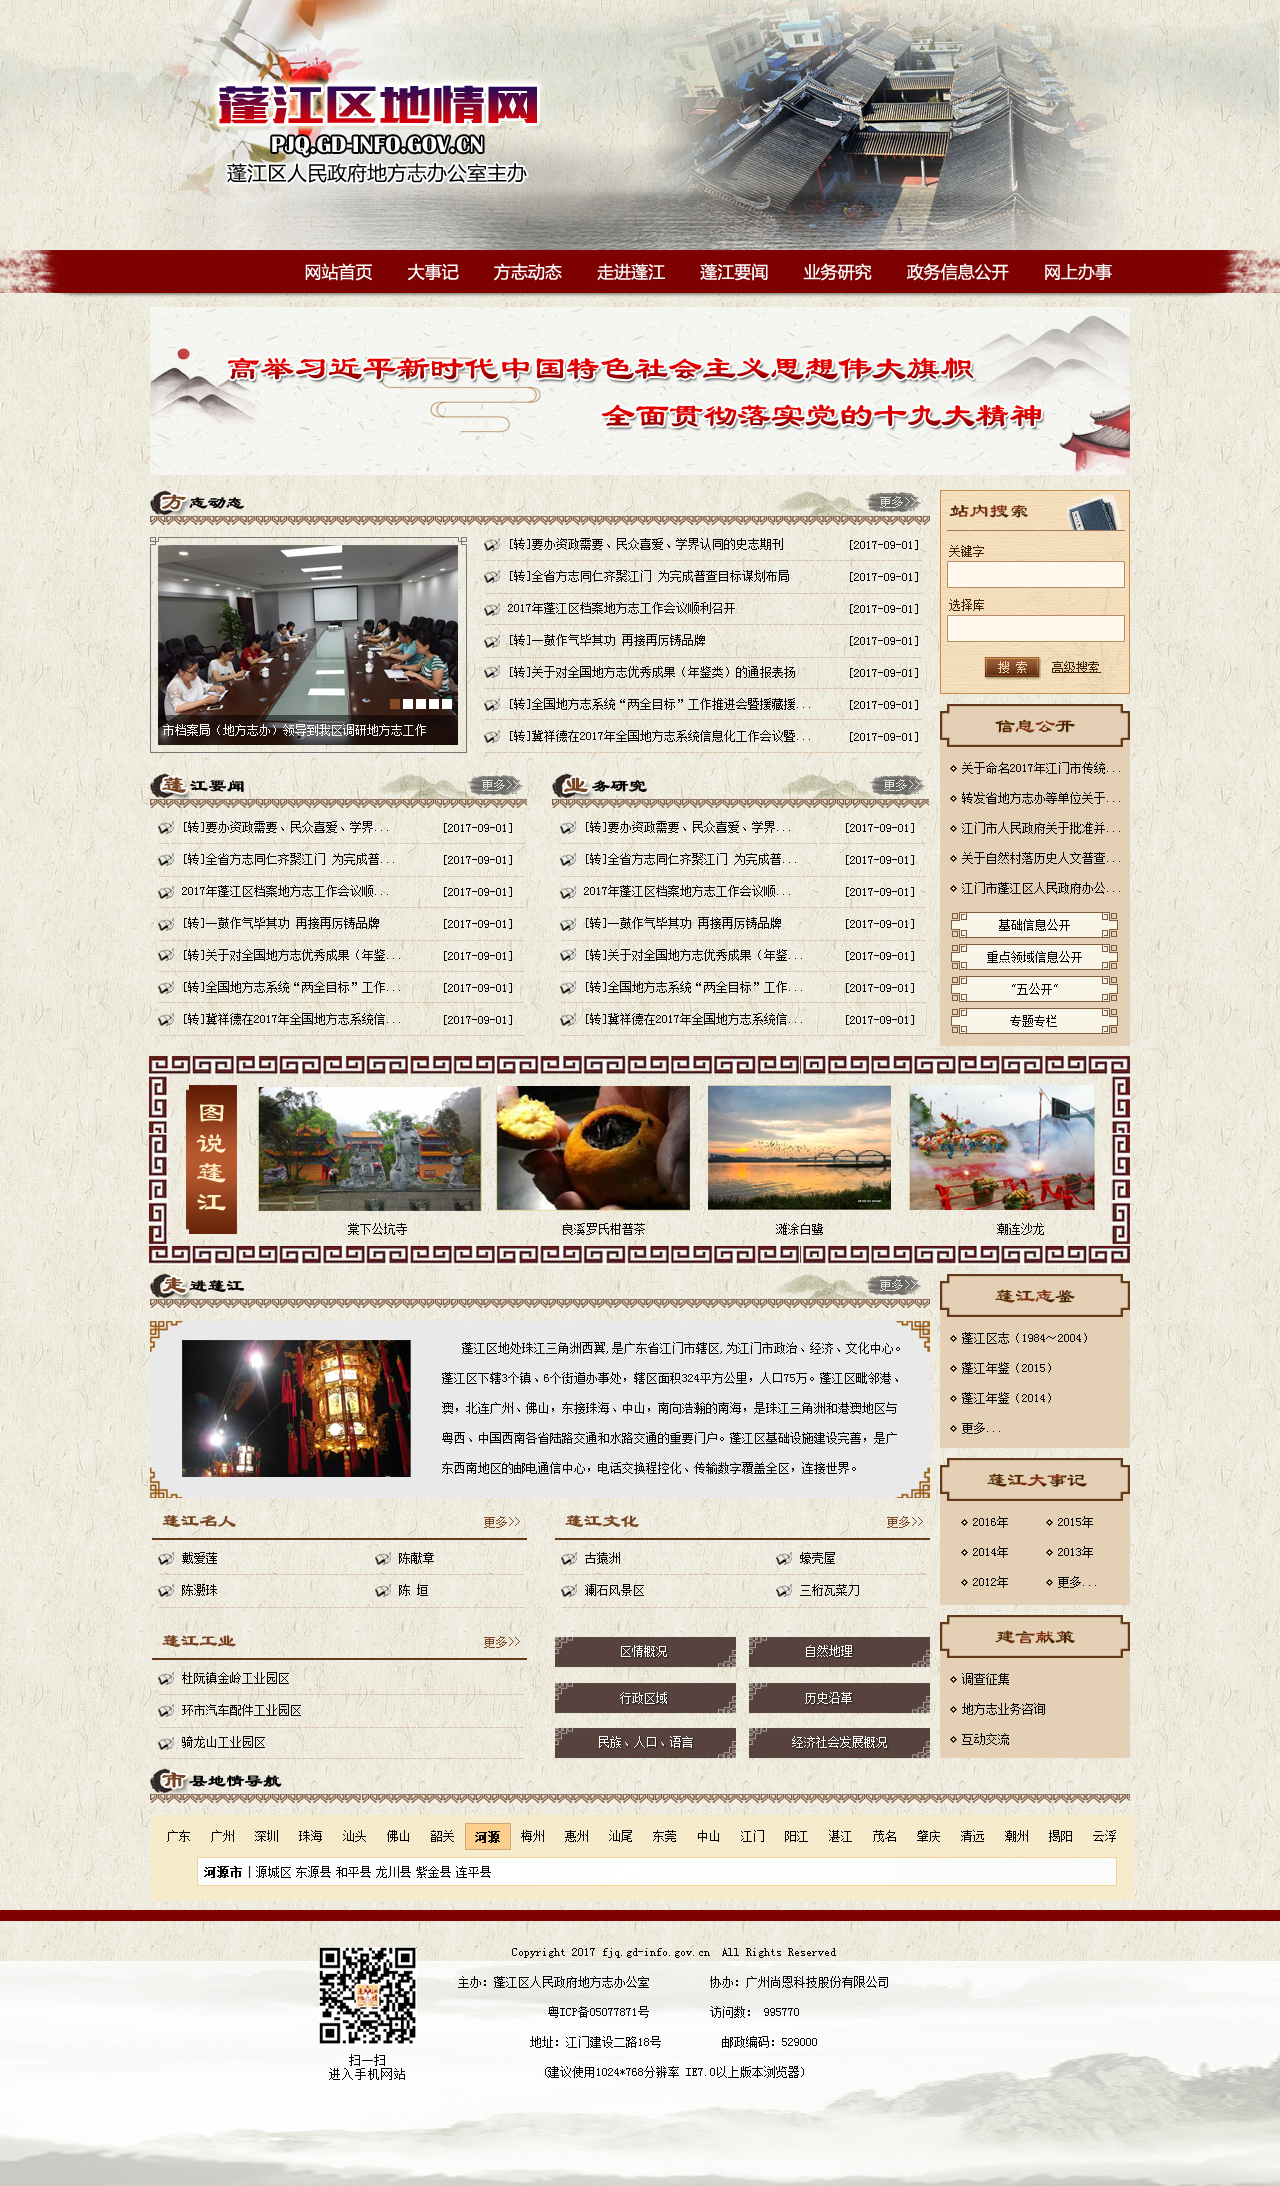 蓬江区地情网
PJQ.GD-INFO.GOV.CN
蓬江区人民政府地方志办公室主办
网站首页 大事记 方志动态 走进蓬江 蓬江要闻 业务研究 政务信息公开 网上办事
高举习近平新时代中国特色社会主义思想伟大旗帜
全面贯彻落实党的十九大精神
方志动态 更多>>
市档案局（地方志办）领导到我区调研地方志工作
[转]要办资政需要、民众喜爱、学界认同的史志期刊 [2017-09-01]
[转]全省方志同仁齐聚江门 为完成普查目标谋划布局 [2017-09-01]
2017年蓬江区档案地方志工作会议顺利召开 [2017-09-01]
[转]一鼓作气毕其功 再接再厉铸品牌 [2017-09-01]
[转]关于对全国地方志优秀成果（年鉴类）的通报表扬 [2017-09-01]
[转]全国地方志系统“两全目标”工作推进会暨援藏援... [2017-09-01]
[转]冀祥德在2017年全国地方志系统信息化工作会议暨... [2017-09-01]
站内搜索
关键字
选择库
搜 索 高级搜索
信息公开
关于命名2017年江门市传统...
转发省地方志办等单位关于...
江门市人民政府关于批准并...
关于自然村落历史人文普查...
江门市蓬江区人民政府办公...
基础信息公开
重点领域信息公开
“五公开”
专题专栏
蓬江要闻 更多>>
[转]要办资政需要、民众喜爱、学界... [2017-09-01]
[转]全省方志同仁齐聚江门 为完成普... [2017-09-01]
2017年蓬江区档案地方志工作会议顺... [2017-09-01]
[转]一鼓作气毕其功 再接再厉铸品牌 [2017-09-01]
[转]关于对全国地方志优秀成果（年鉴... [2017-09-01]
[转]全国地方志系统“两全目标”工作... [2017-09-01]
[转]冀祥德在2017年全国地方志系统信... [2017-09-01]
业务研究 更多>>
[转]要办资政需要、民众喜爱、学界... [2017-09-01]
[转]全省方志同仁齐聚江门 为完成普... [2017-09-01]
2017年蓬江区档案地方志工作会议顺... [2017-09-01]
[转]一鼓作气毕其功 再接再厉铸品牌 [2017-09-01]
[转]关于对全国地方志优秀成果（年鉴... [2017-09-01]
[转]全国地方志系统“两全目标”工作... [2017-09-01]
[转]冀祥德在2017年全国地方志系统信... [2017-09-01]
图说蓬江
棠下公坑寺 良溪罗氏柑普茶 滩涂白鹭 潮连沙龙
走进蓬江 更多>>
蓬江区地处珠江三角洲西翼,是广东省江门市辖区,为江门市政治、经济、文化中心。
蓬江区下辖3个镇、6个街道办事处，辖区面积324平方公里，人口75万。蓬江区毗邻港、
澳，北连广州、佛山，东接珠海、中山，南向浩瀚的南海，是珠江三角洲和港澳地区与
粤西、中国西南各省陆路交通和水路交通的重要门户。蓬江区基础设施建设完善，是广
东西南地区的邮电通信中心，电话交换程控化、传输数字覆盖全区，连接世界。
蓬江志鉴
蓬江区志（1984～2004）
蓬江年鉴（2015）
蓬江年鉴（2014）
更多...
蓬江大事记
2016年 2015年
2014年 2013年
2012年 更多...
建言献策
调查征集
地方志业务咨询
互动交流
蓬江名人 更多>>
戴爱莲 陈献章
陈灏珠 陈 垣
蓬江文化 更多>>
古猿洲 蠔壳屋
澜石风景区 三桁瓦菜刀
蓬江工业 更多>>
杜阮镇金岭工业园区
环市汽车配件工业园区
骑龙山工业园区
区情概况 自然地理
行政区域 历史沿革
民族、人口、语言 经济社会发展概况
市县地情导航
广东 广州 深圳 珠海 汕头 佛山 韶关 河源 梅州 惠州 汕尾 东莞 中山 江门 阳江 湛江 茂名 肇庆 清远 潮州 揭阳 云浮
河源市 | 源城区 东源县 和平县 龙川县 紫金县 连平县
扫一扫
进入手机网站
Copyright 2017 fjq.gd-info.gov.cn All Rights Reserved
主办：蓬江区人民政府地方志办公室 协办：广州尚恩科技股份有限公司
粤ICP备05077871号 访问数： 995770
地址：江门建设二路18号 邮政编码：529000
（建议使用1024*768分辨率 IE7.0以上版本浏览器）